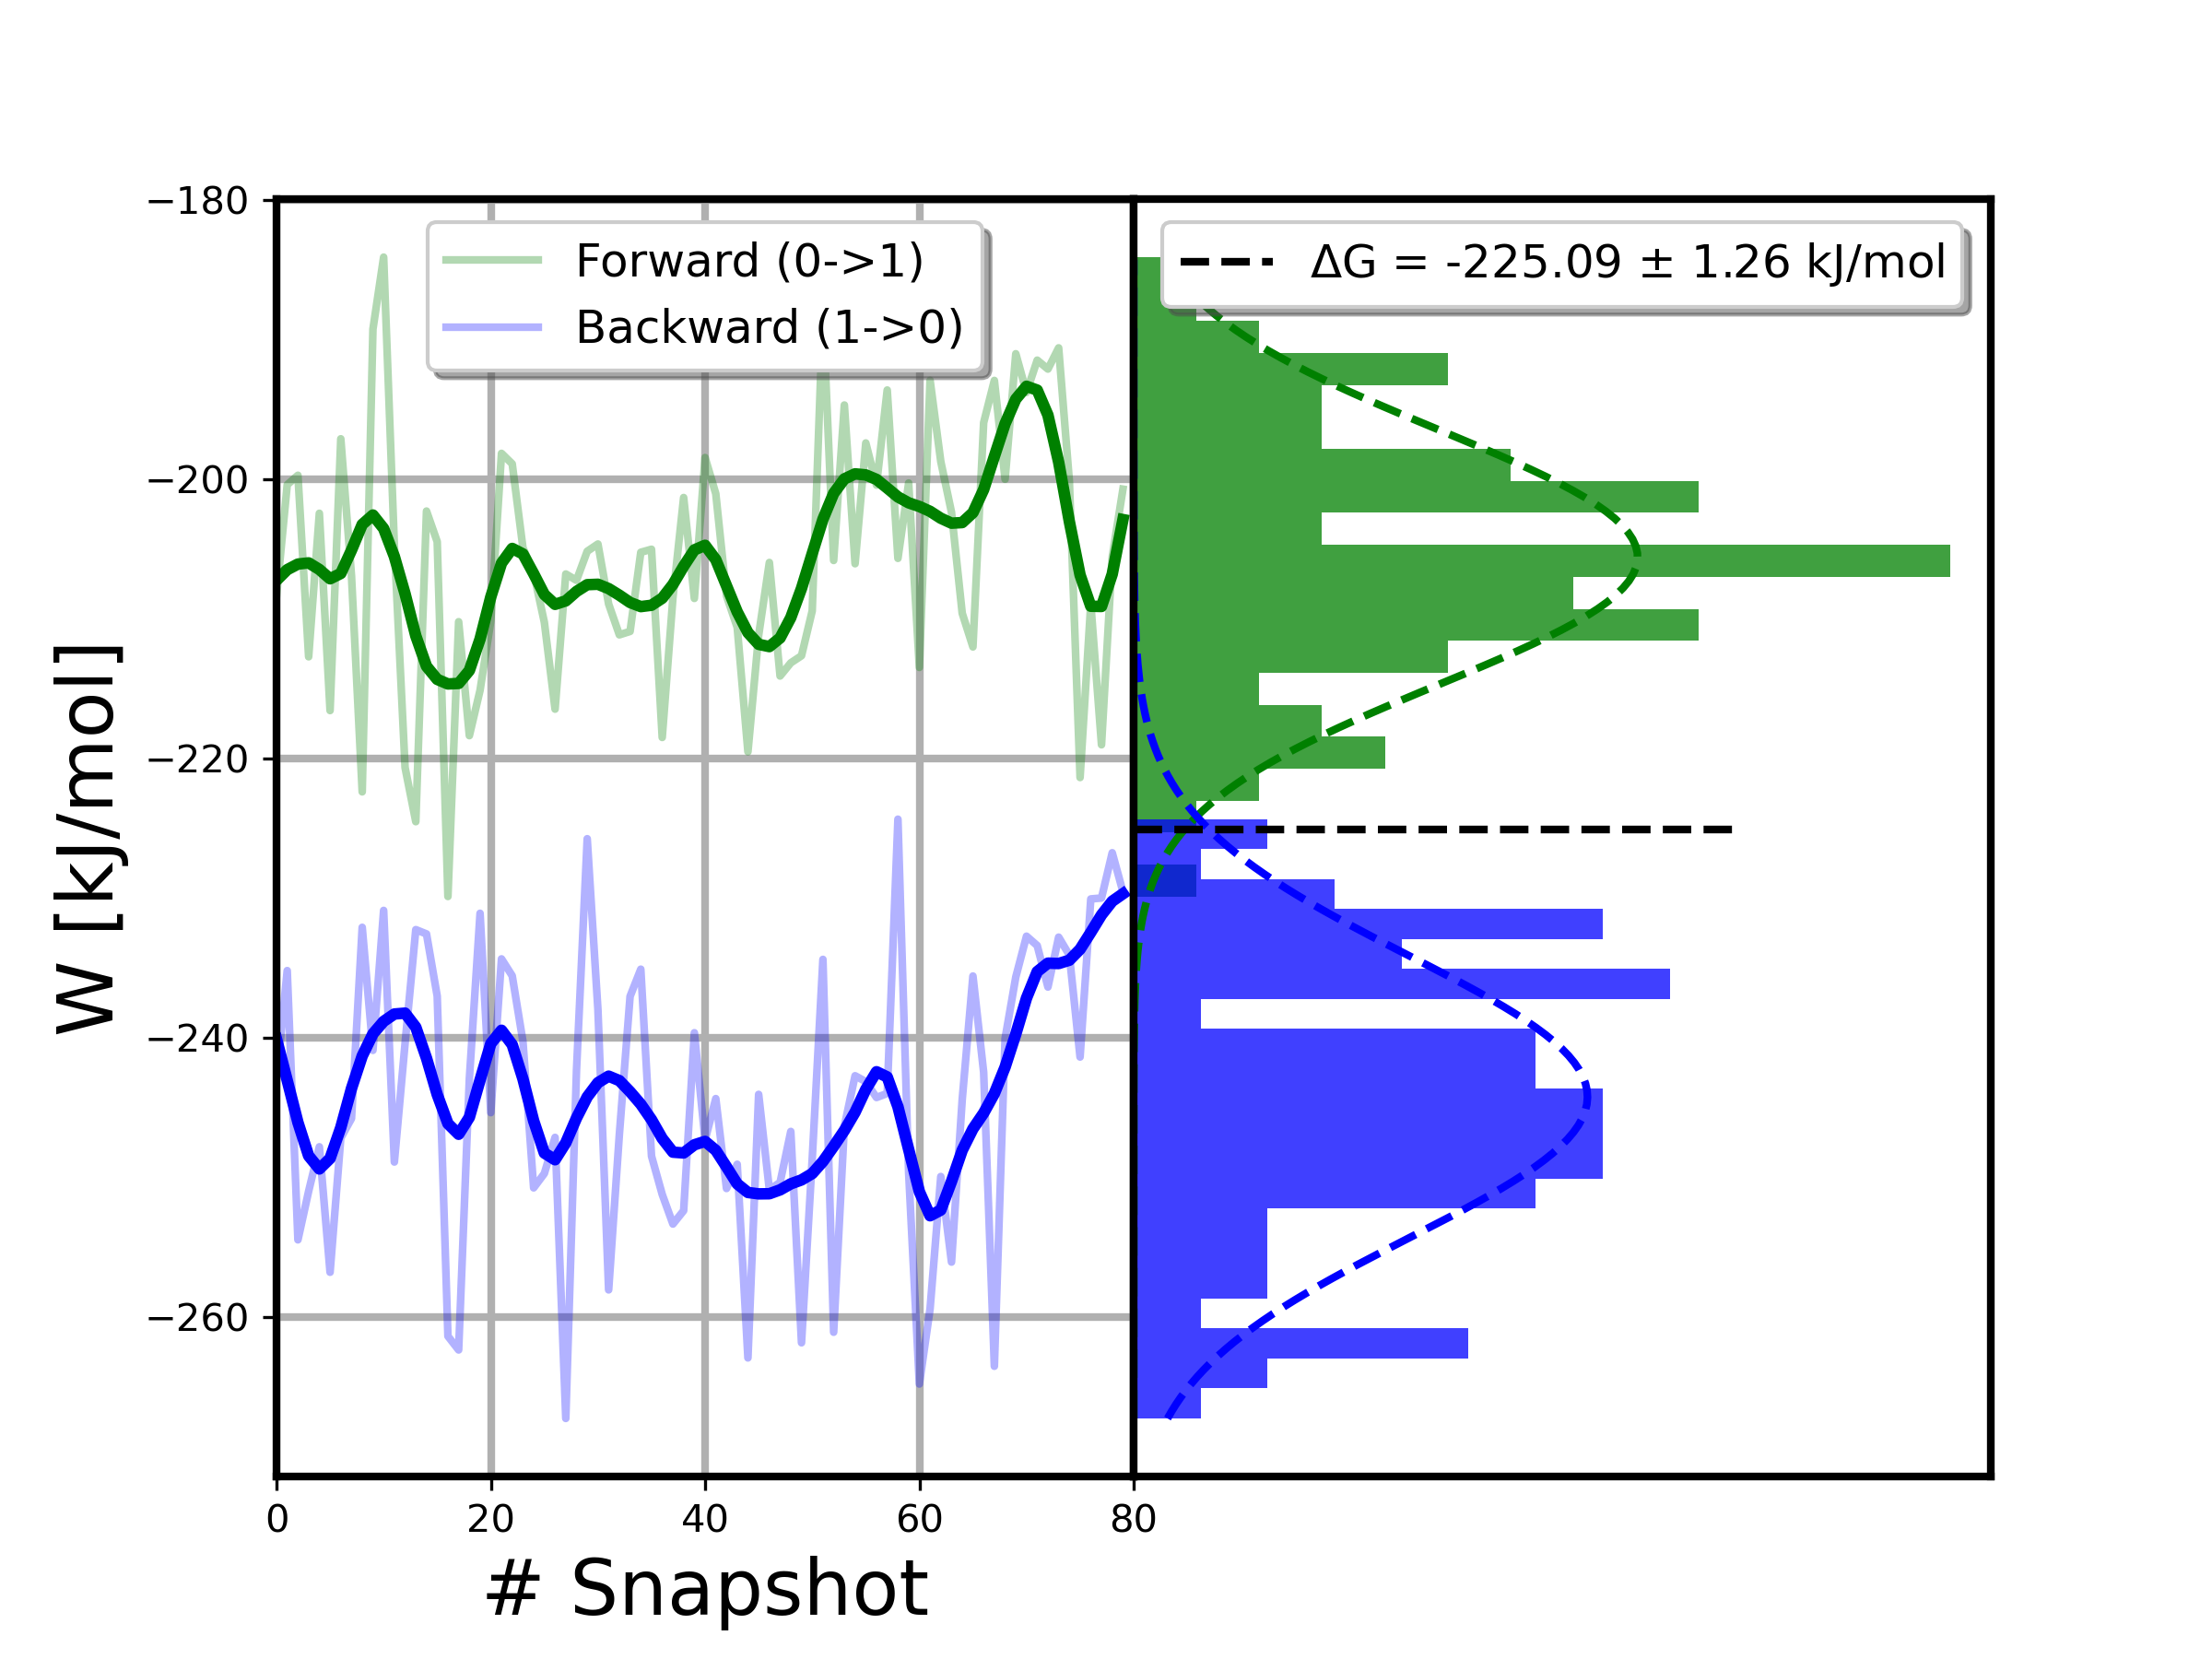 W [kJ/mol]
−180
−200
−220
−240
−260
Forward (0->1)
Backward (1->0)
ΔG = -225.09 ± 1.26 kJ/mol
0 20 40 60 80
# Snapshot